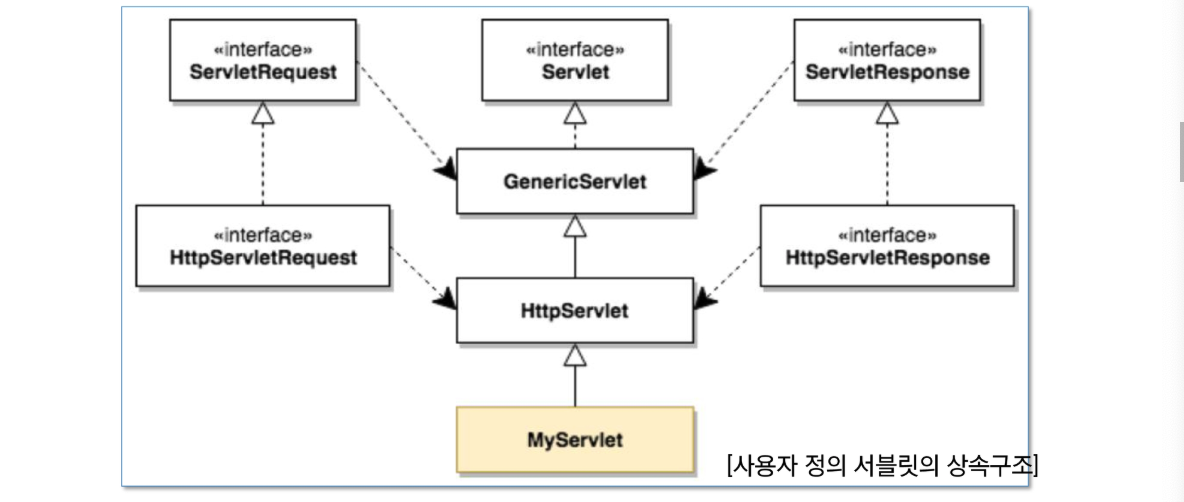 «interface»
ServletRequest
«interface»
Servlet
«interface»
ServletResponse
GenericServlet
«interface»
HttpServletRequest
«interface»
HttpServletResponse
HttpServlet
MyServlet
[사용자 정의 서블릿의 상속구조]